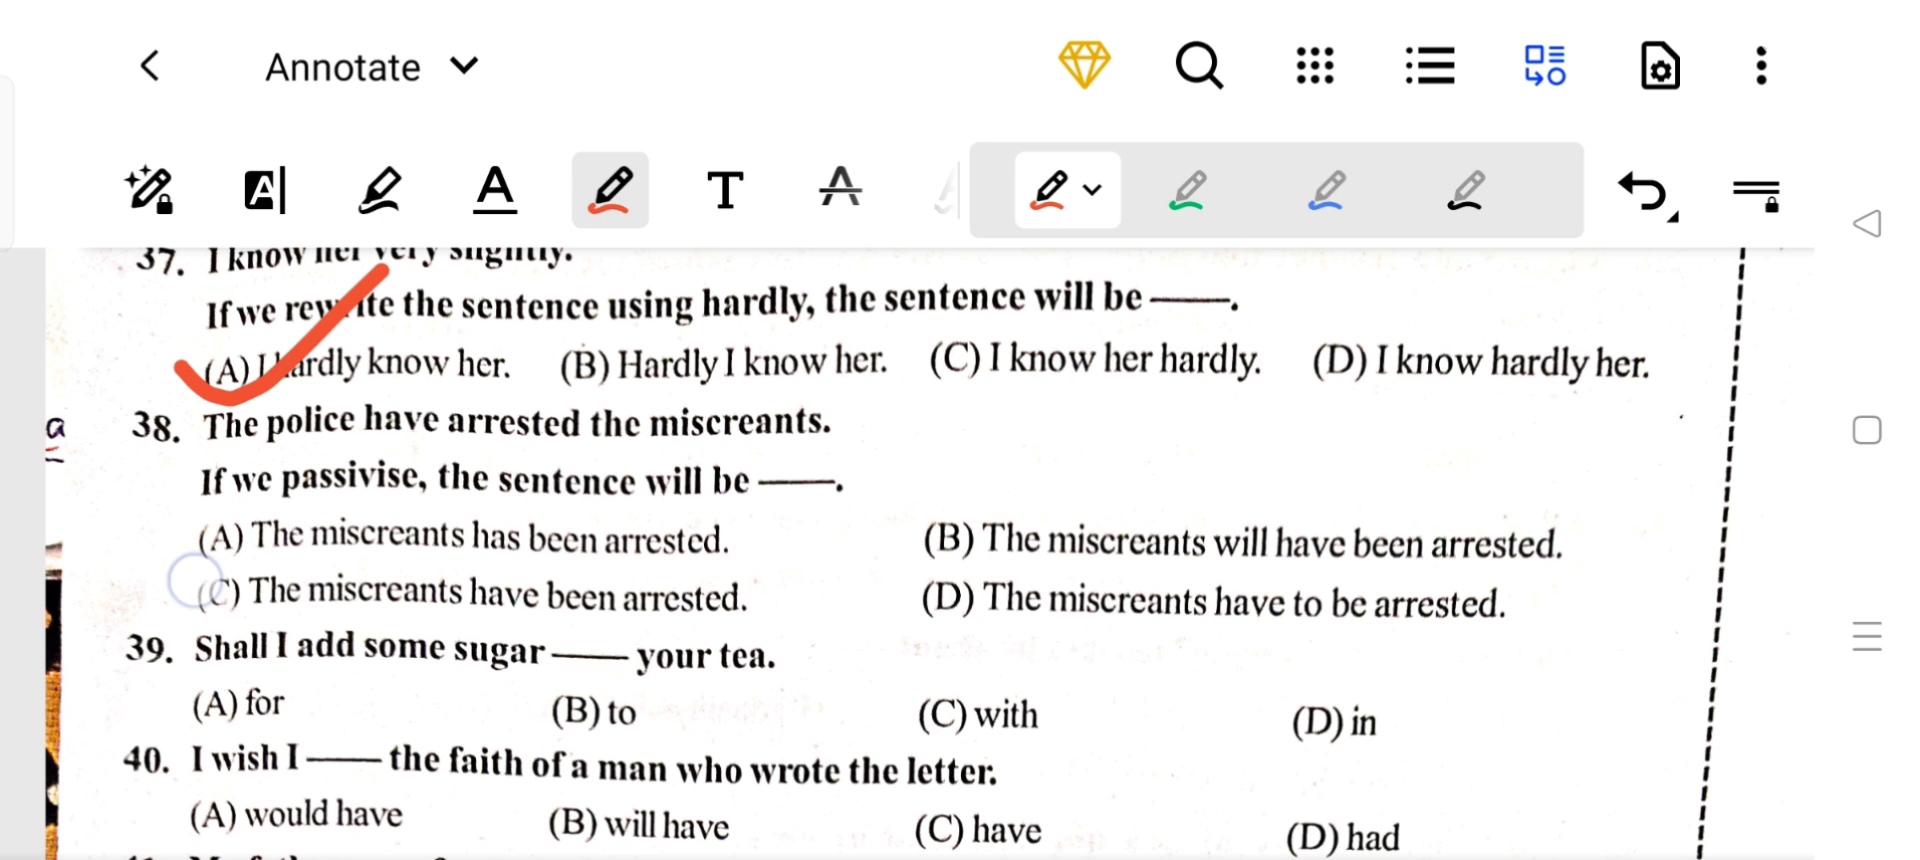 Annotate
37. I know her very slightly.
If we rewrite the sentence using hardly, the sentence will be ——.
(A) I hardly know her. (B) Hardly I know her. (C) I know her hardly. (D) I know hardly her.
a
38. The police have arrested the miscreants.
If we passivise, the sentence will be ——.
(A) The miscreants has been arrested. (B) The miscreants will have been arrested.
(C) The miscreants have been arrested. (D) The miscreants have to be arrested.
39. Shall I add some sugar —— your tea.
(A) for (B) to (C) with (D) in
40. I wish I —— the faith of a man who wrote the letter.
(A) would have (B) will have (C) have (D) had